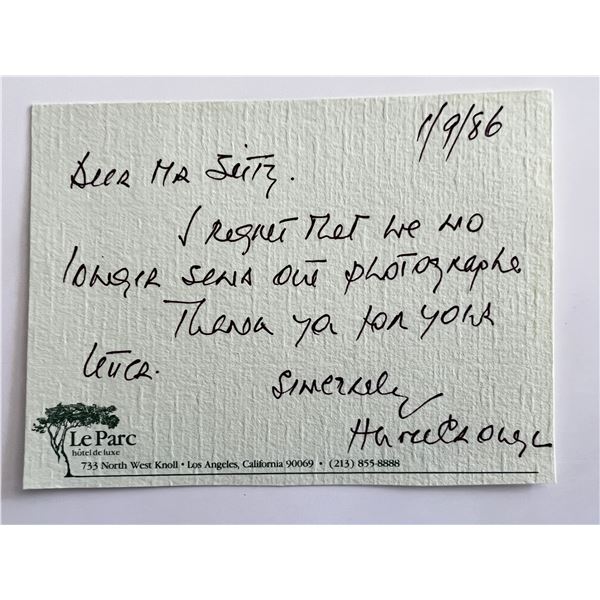 1/9/86
Dear Mr Seitz.
I regret that we no
longer send out photographs
Thank you for your
letter.
Sincerely
Le Parc
hôtel de luxe
733 North West Knoll • Los Angeles, California 90069 • (213) 855-8888